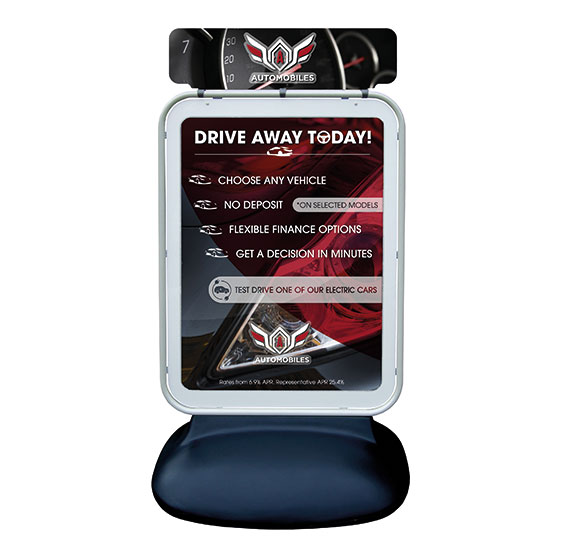 7
30
20
10
AUTOMOBILES
DRIVE AWAY TODAY!
CHOOSE ANY VEHICLE
NO DEPOSIT *ON SELECTED MODELS
FLEXIBLE FINANCE OPTIONS
GET A DECISION IN MINUTES
TEST DRIVE ONE OF OUR ELECTRIC CARS
AUTOMOBILES
Rates from 6.9% APR. Representative APR 25.4%